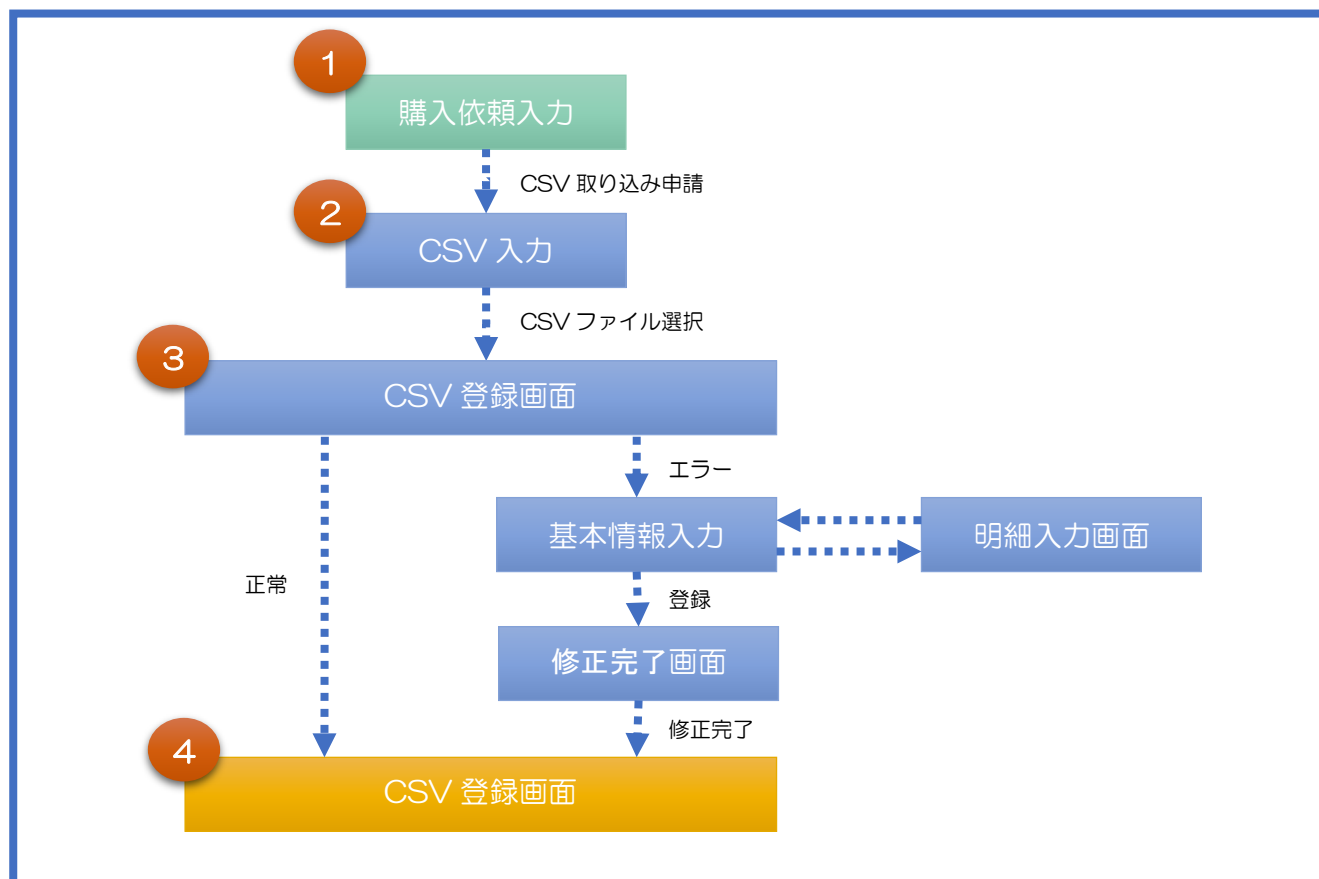 1
購入依頼入力
CSV 取り込み申請
2
CSV 入力
CSV ファイル選択
3
CSV 登録画面
エラー
基本情報入力
明細入力画面
正常
登録
修正完了画面
修正完了
4
CSV 登録画面